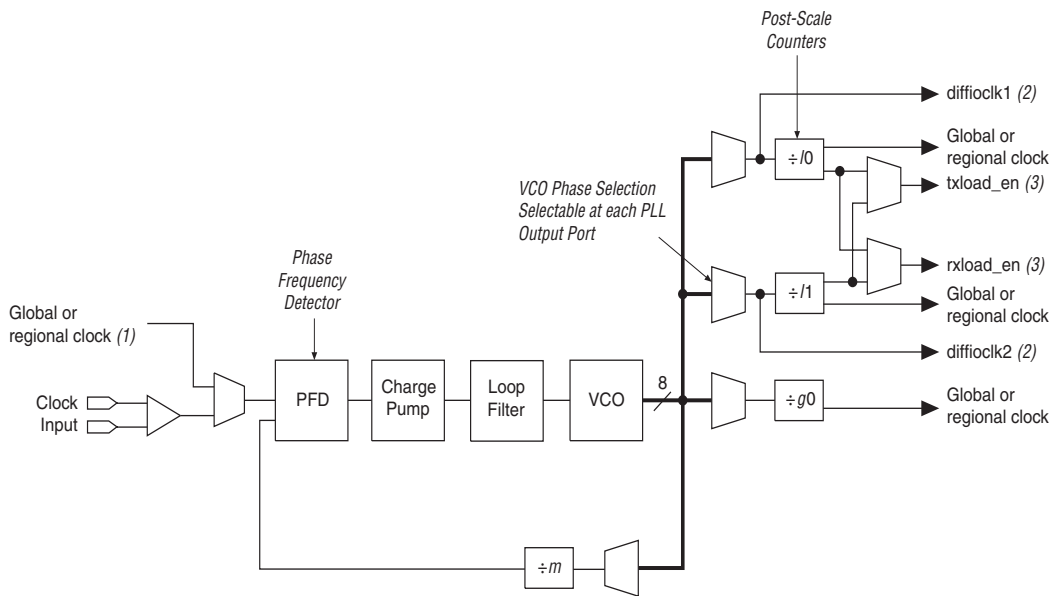 Post-Scale
Counters
diffioclk1 (2)
Global or
regional clock
÷l0
txload_en (3)
VCO Phase Selection
Selectable at each PLL
Output Port
Phase
Frequency
Detector
rxload_en (3)
÷l1
Global or
regional clock
Global or
regional clock (1)
diffioclk2 (2)
PFD
Charge
Pump
Loop
Filter
VCO
8
÷g0
Global or
regional clock
Clock
Input
÷m